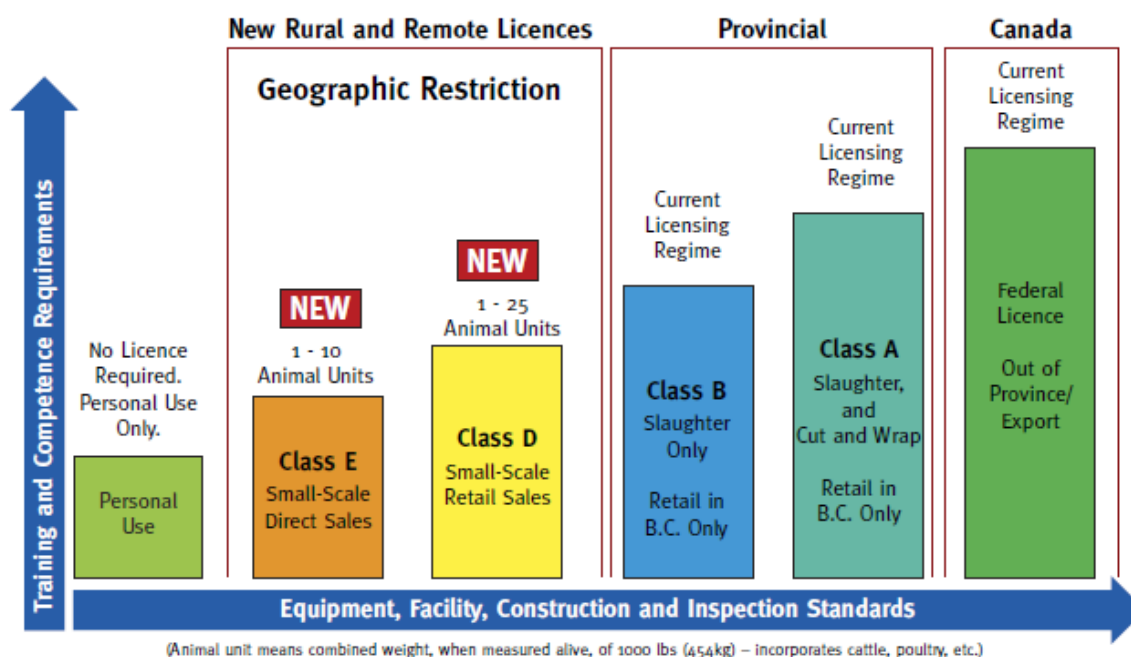 New Rural and Remote Licences
Provincial
Canada
Geographic Restriction
Training and Competence Requirements
No Licence
Required.
Personal Use
Only.
Personal
Use
NEW
1 - 10
Animal Units
Class E
Small-Scale
Direct Sales
NEW
1 - 25
Animal Units
Class D
Small-Scale
Retail Sales
Current
Licensing
Regime
Class B
Slaughter
Only
Retail in
B.C. Only
Current
Licensing
Regime
Class A
Slaughter,
and
Cut and Wrap
Retail in
B.C. Only
Current
Licensing
Regime
Federal
Licence
Out of
Province/
Export
Equipment, Facility, Construction and Inspection Standards
(Animal unit means combined weight, when measured alive, of 1000 lbs (454kg) – incorporates cattle, poultry, etc.)